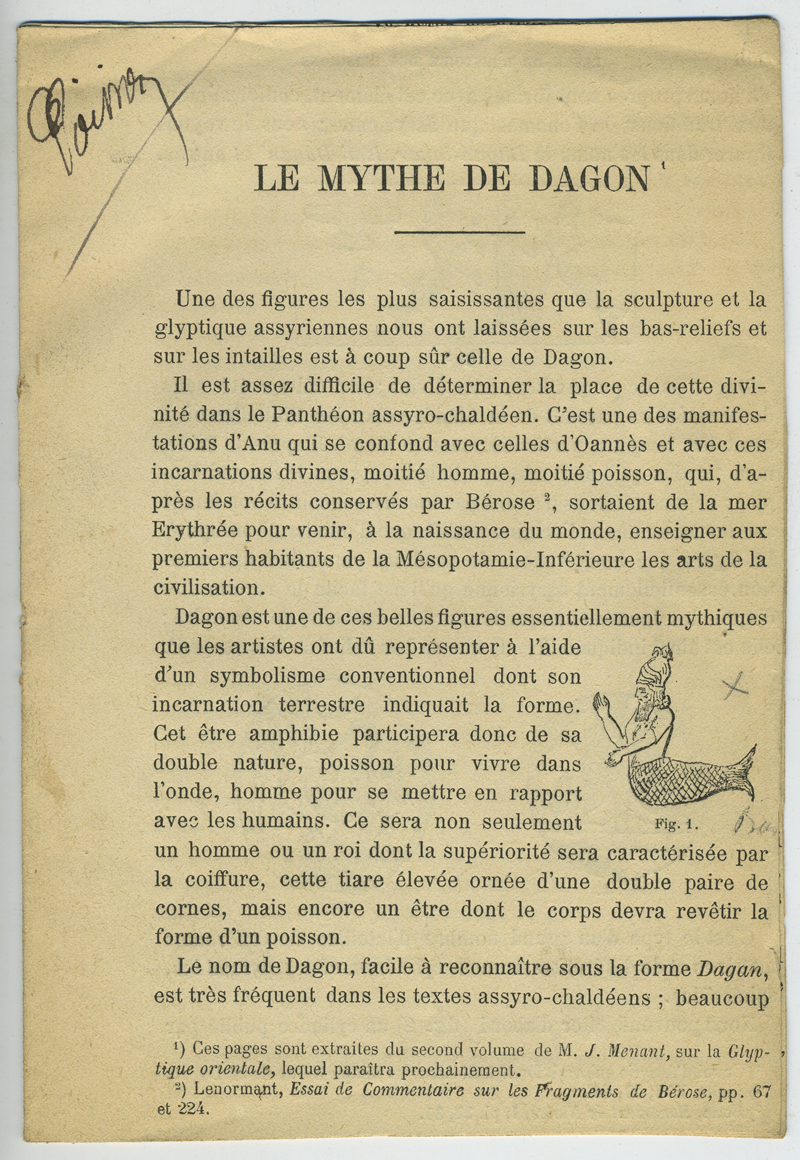 Poisson
LE MYTHE DE DAGON ¹
Une des figures les plus saisissantes que la sculpture et la
glyptique assyriennes nous ont laissées sur les bas-reliefs et
sur les intailles est à coup sûr celle de Dagon.
Il est assez difficile de déterminer la place de cette divi-
nité dans le Panthéon assyro-chaldéen. C'est une des manifes-
tations d'Anu qui se confond avec celles d'Oannès et avec ces
incarnations divines, moitié homme, moitié poisson, qui, d'a-
près les récits conservés par Bérose ², sortaient de la mer
Erythrée pour venir, à la naissance du monde, enseigner aux
premiers habitants de la Mésopotamie-Inférieure les arts de la
civilisation.
Dagon est une de ces belles figures essentiellement mythiques
que les artistes ont dû représenter à l'aide
d'un symbolisme conventionnel dont son
incarnation terrestre indiquait la forme.
Cet être amphibie participera donc de sa
double nature, poisson pour vivre dans
l'onde, homme pour se mettre en rapport
avec les humains. Ce sera non seulement
Fig. 1.
un homme ou un roi dont la supériorité sera caractérisée par
la coiffure, cette tiare élevée ornée d'une double paire de
cornes, mais encore un être dont le corps devra revêtir la
forme d'un poisson.
Le nom de Dagon, facile à reconnaître sous la forme Dagan,
est très fréquent dans les textes assyro-chaldéens ; beaucoup
¹) Ces pages sont extraites du second volume de M. J. Menant, sur la Glyp-
tique orientale, lequel paraîtra prochainement.
²) Lenormant, Essai de Commentaire sur les Fragments de Bérose, pp. 67
et 224.